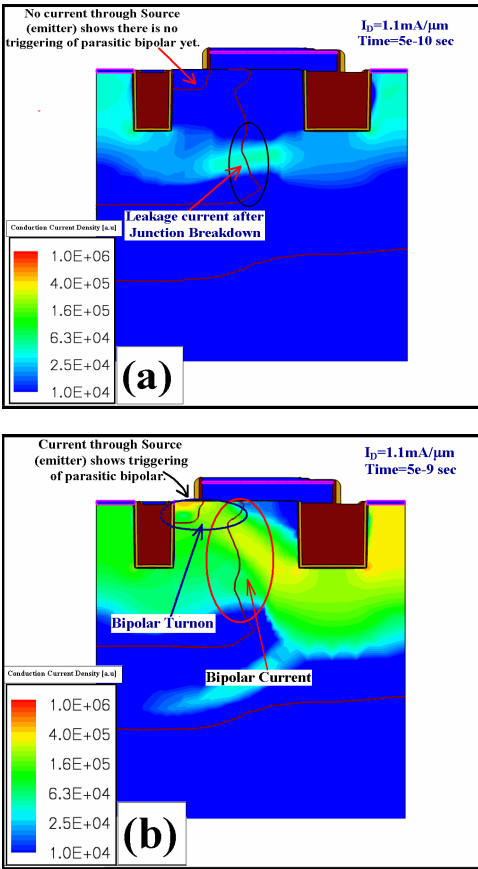 No current through Source
(emitter) shows there is no
triggering of parasitic bipolar yet.
I_D=1.1mA/μm
Time=5e-10 sec
Leakage current after
Junction Breakdown
Conduction Current Density [a.u]
1.0E+06
4.0E+05
1.6E+05
6.3E+04
2.5E+04
1.0E+04
(a)
Current through Source
(emitter) shows triggering
of parasitic bipolar.
I_D=1.1mA/μm
Time=5e-9 sec
Bipolar Turnon
Bipolar Current
Conduction Current Density [a.u]
1.0E+06
4.0E+05
1.6E+05
6.3E+04
2.5E+04
1.0E+04
(b)